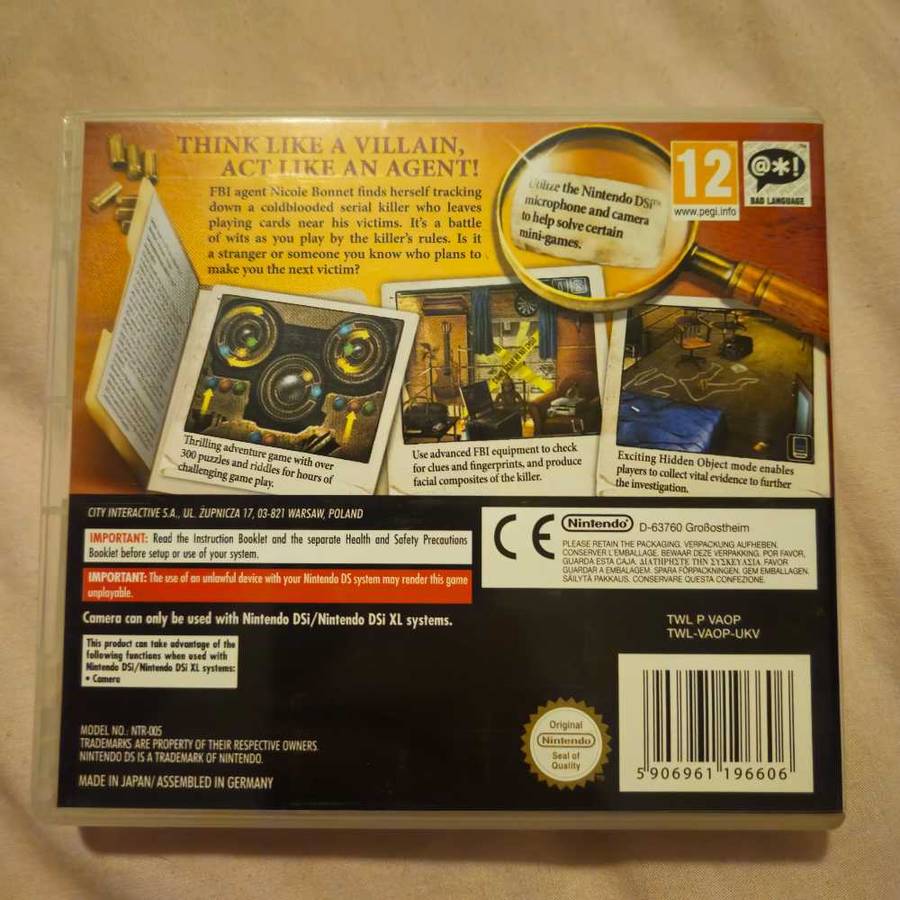 THINK LIKE A VILLAIN,
ACT LIKE AN AGENT!
FBI agent Nicole Bonnet finds herself tracking
down a coldblooded serial killer who leaves
playing cards near his victims. It's a battle
of wits as you play by the killer's rules. Is it
a stranger or someone you know who plans to
make you the next victim?
Utilize the Nintendo DSi™
microphone and camera
to help solve certain
mini-games.
12
www.pegi.info
@*!
™
BAD LANGUAGE
Thrilling adventure game with over
300 puzzles and riddles for hours of
challenging game play.
Use advanced FBI equipment to check
for clues and fingerprints, and produce
facial composites of the killer.
Exciting Hidden Object mode enables
players to collect vital evidence to further
the investigation.
CITY INTERACTIVE S.A., UL. ŻUPNICZA 17, 03-821 WARSAW, POLAND
IMPORTANT: Read the Instruction Booklet and the separate Health and Safety Precautions
Booklet before setup or use of your system.
IMPORTANT: The use of an unlawful device with your Nintendo DS system may render this game
unplayable.
Camera can only be used with Nintendo DSi/Nintendo DSi XL systems.
This product can take advantage of the
following functions when used with
Nintendo DSi/Nintendo DSi XL systems:
• Camera
CE
Nintendo D-63760 Großostheim
PLEASE RETAIN THE PACKAGING. VERPACKUNG AUFHEBEN.
CONSERVER L'EMBALLAGE. BEWAAR DEZE VERPAKKING. POR FAVOR,
GUARDA ESTA CAJA. ΔΙΑΤΗΡΗΣΤΕ ΤΗΝ ΣΥΣΚΕΥΑΣΙΑ. FAVOR
GUARDAR A EMBALAGEM. SPARA FÖRPACKNINGEN. GEM EMBALLAGEN.
SÄILYTÄ PAKKAUS. CONSERVARE QUESTA CONFEZIONE.
TWL P VAOP
TWL-VAOP-UKV
MODEL NO.: NTR-005
TRADEMARKS ARE PROPERTY OF THEIR RESPECTIVE OWNERS.
NINTENDO DS IS A TRADEMARK OF NINTENDO.
MADE IN JAPAN/ASSEMBLED IN GERMANY
Original
Nintendo
Seal of
Quality
5 906961 196606